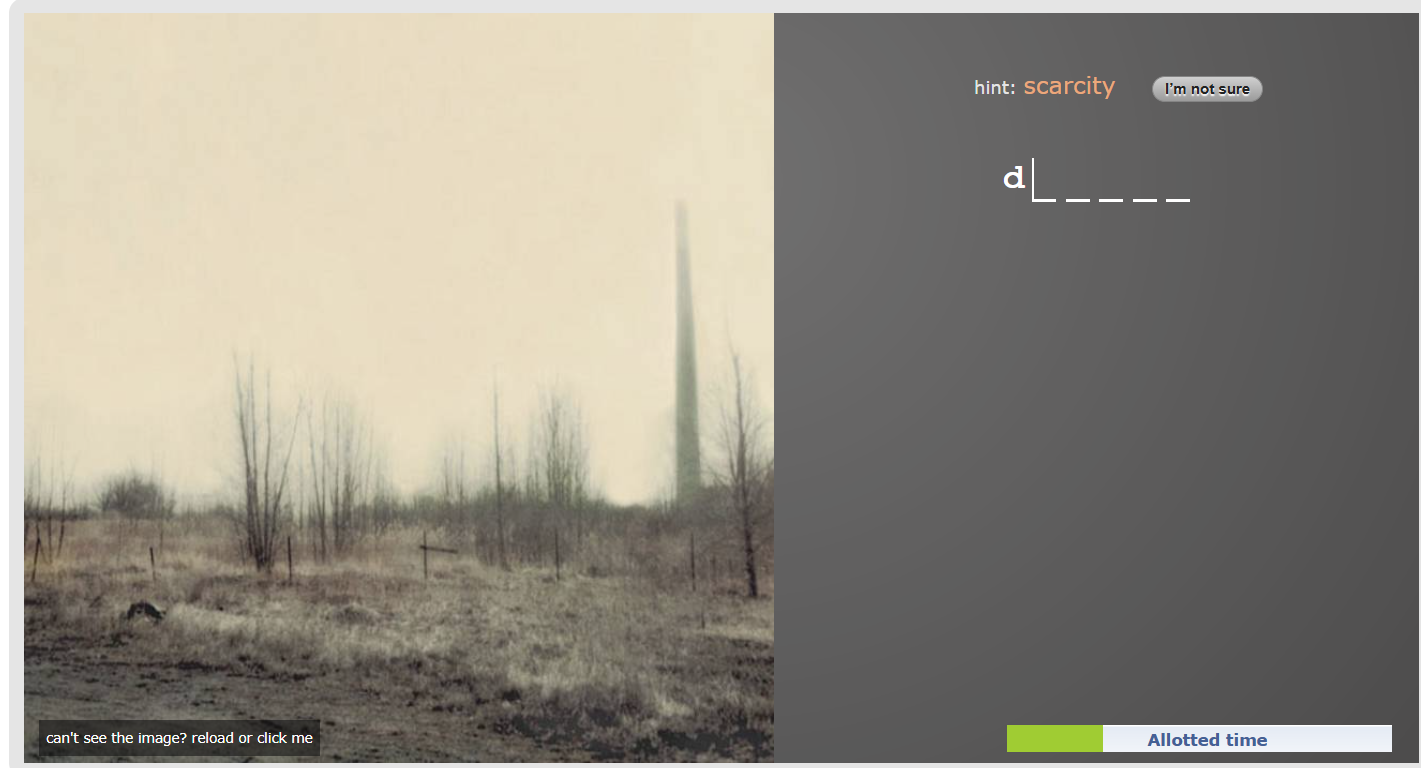 hint: scarcity
I'm not sure
d _ _ _ _ _
can't see the image? reload or click me
Allotted time